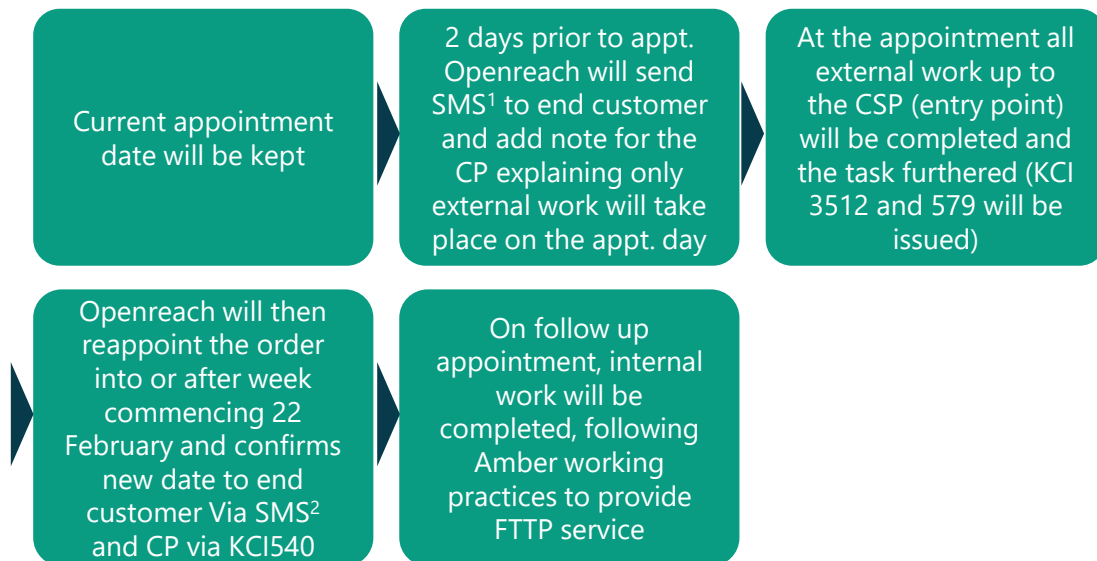 Current appointment
date will be kept
2 days prior to appt.
Openreach will send
SMS¹ to end customer
and add note for the
CP explaining only
external work will take
place on the appt. day
At the appointment all
external work up to
the CSP (entry point)
will be completed and
the task furthered (KCI
3512 and 579 will be
issued)
Openreach will then
reappoint the order
into or after week
commencing 22
February and confirms
new date to end
customer Via SMS²
and CP via KCI540
On follow up
appointment, internal
work will be
completed, following
Amber working
practices to provide
FTTP service